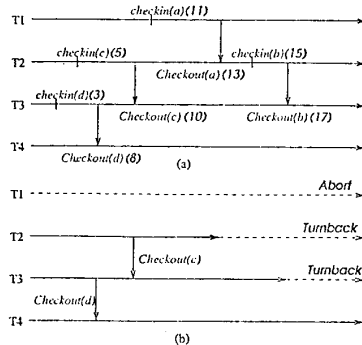 T1 checkin(a)(11)
T2 checkin(c)(5) checkin(b)(15)
Checkout(a)(13)
T3 checkin(d)(3)
Checkout(c)(10) Checkout(b)(17)
T4
Checkout(d)(8)
(a)
T1 Abort
T2 Turnback
Checkout(c)
T3 Turnback
Checkout(d)
T4
(b)